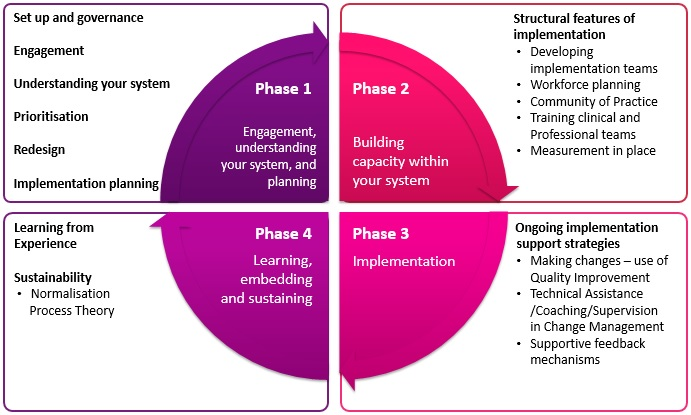 Set up and governance
Engagement
Understanding your system
Prioritisation
Redesign
Implementation planning
Phase 1
Engagement,
understanding
your system, and
planning
Phase 2
Building
capacity within
your system
Structural features of
implementation
• Developing
implementation teams
• Workforce planning
• Community of Practice
• Training clinical and
Professional teams
• Measurement in place
Learning from
Experience
Sustainability
• Normalisation
Process Theory
Phase 4
Learning,
embedding
and sustaining
Phase 3
Implementation
Ongoing implementation
support strategies
• Making changes – use of
Quality Improvement
• Technical Assistance
/Coaching/Supervision
in Change Management
• Supportive feedback
mechanisms